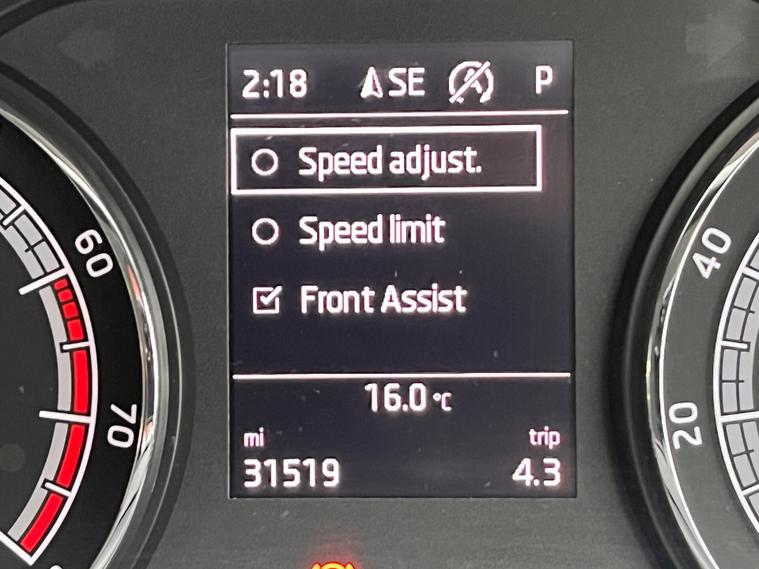 2:18 SE P
Speed adjust.
Speed limit
Front Assist
16.0 °C
mi trip
31519 4.3
60
70
40
20